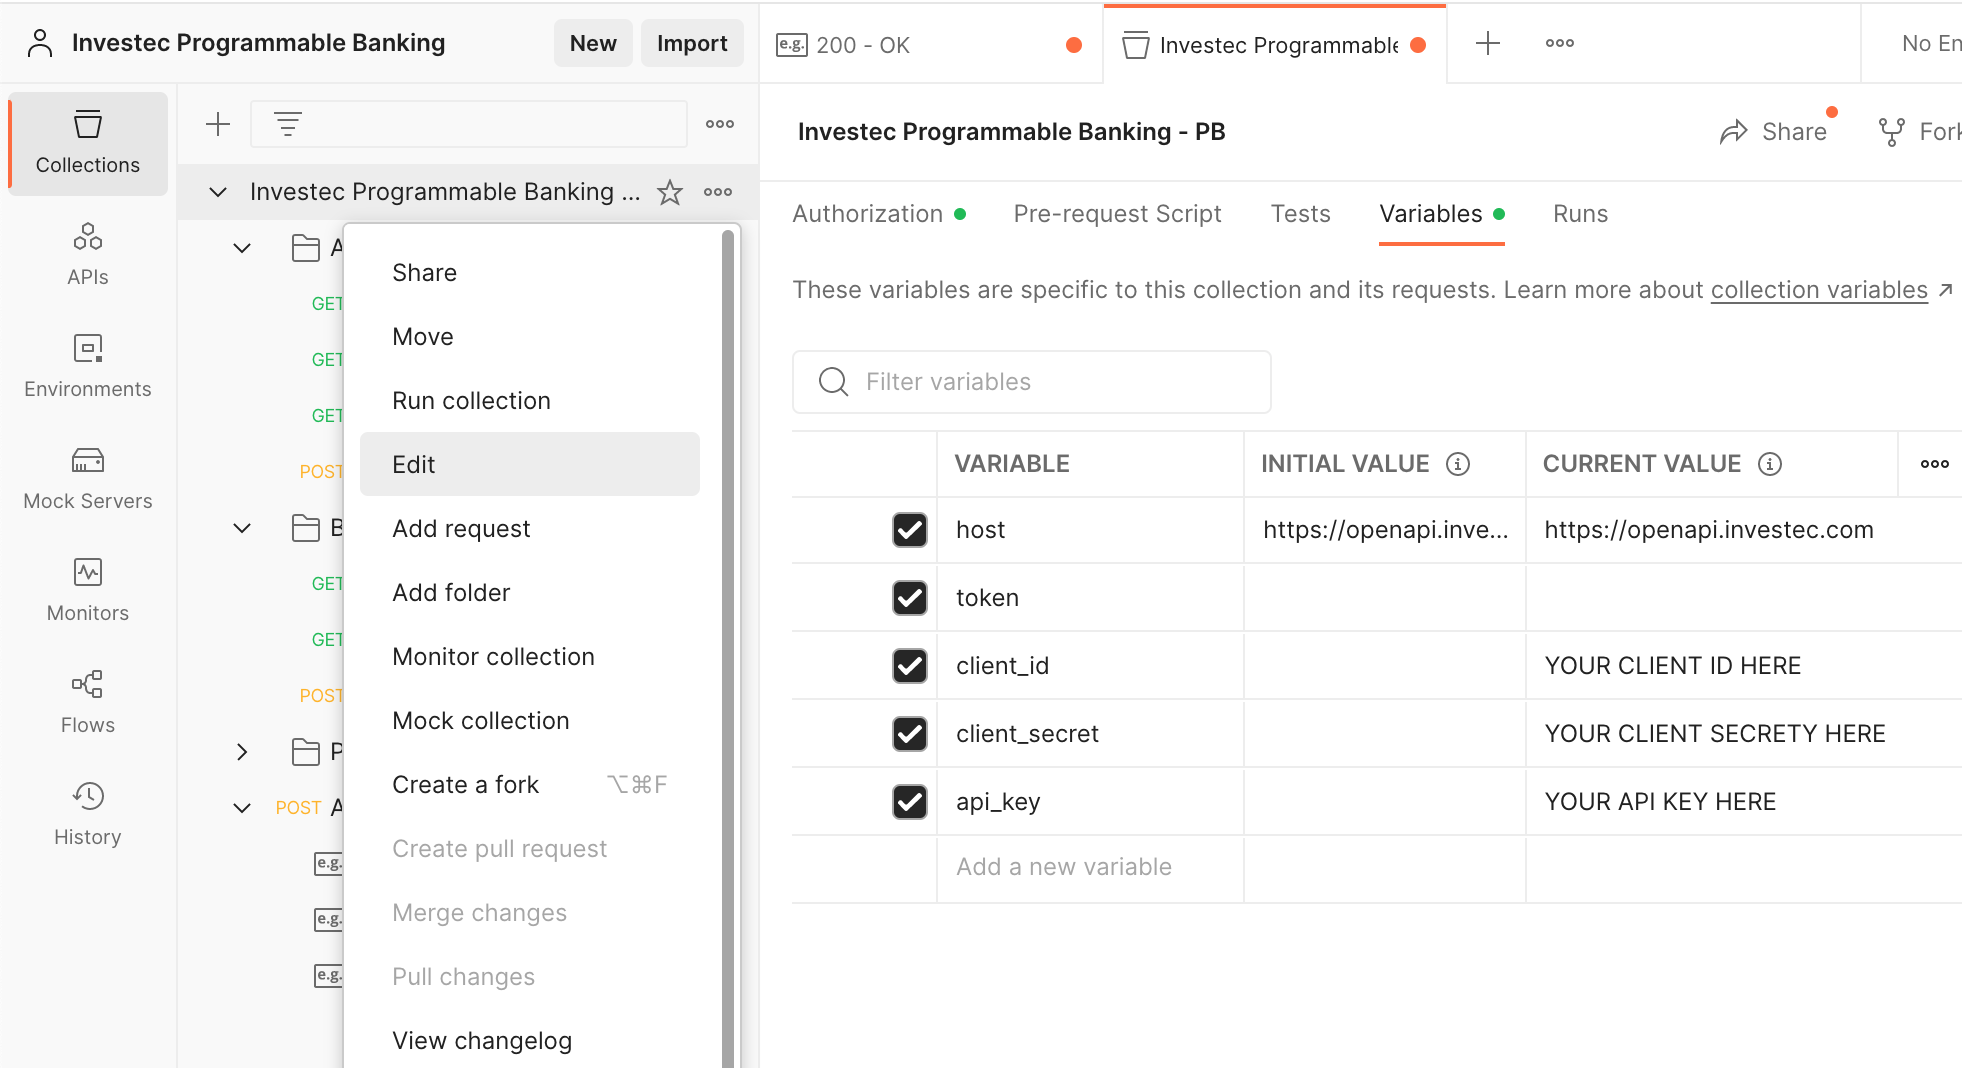 Investec Programmable Banking
New
Import
e.g. 200 - OK
Investec Programmable
No En
Collections
APIs
Environments
Mock Servers
Monitors
Flows
History
Investec Programmable Banking ...
A
GET
GET
GET
POST
B
GET
GET
POST
P
POST A
e.g.
e.g.
e.g.
Share
Move
Run collection
Edit
Add request
Add folder
Monitor collection
Mock collection
Create a fork ⌥⌘F
Create pull request
Merge changes
Pull changes
View changelog
Investec Programmable Banking - PB
Share
Fork
Authorization
Pre-request Script
Tests
Variables
Runs
These variables are specific to this collection and its requests. Learn more about collection variables ↗
Filter variables
VARIABLE INITIAL VALUE CURRENT VALUE
host https://openapi.inve... https://openapi.investec.com
token
client_id YOUR CLIENT ID HERE
client_secret YOUR CLIENT SECRETY HERE
api_key YOUR API KEY HERE
Add a new variable